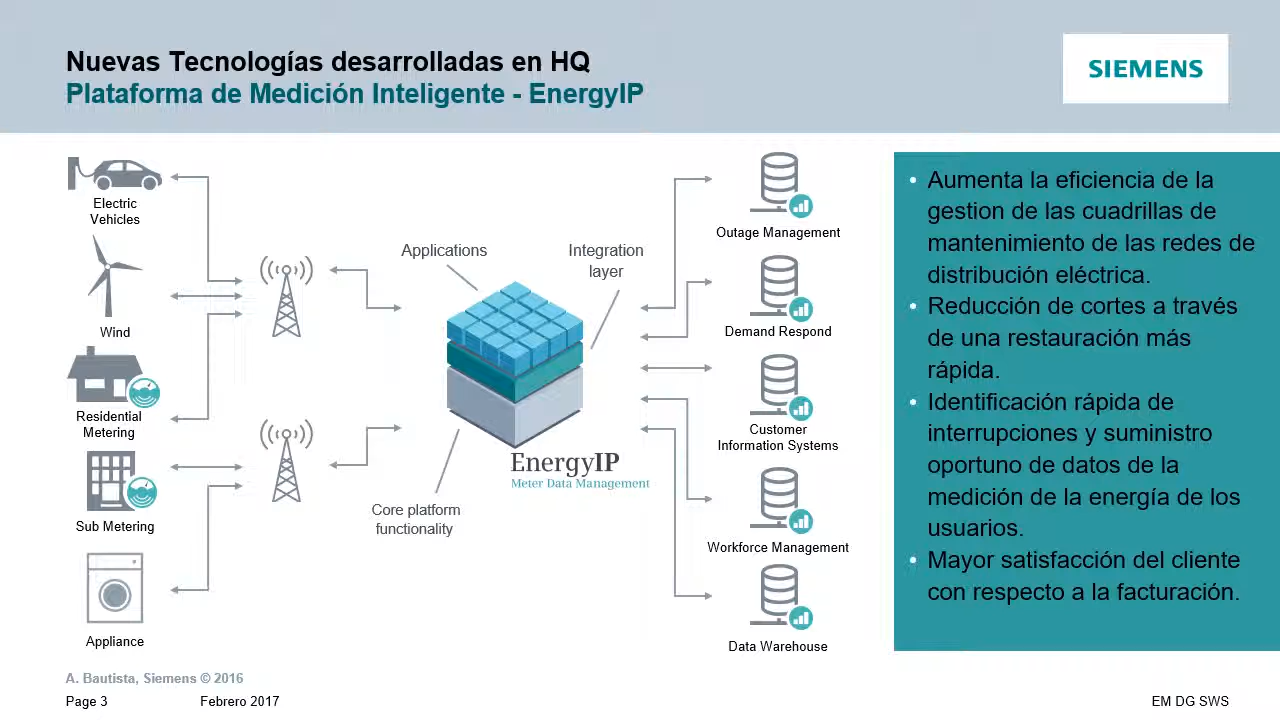 Nuevas Tecnologías desarrolladas en HQ
Plataforma de Medición Inteligente - EnergyIP
SIEMENS
Electric
Vehicles
Wind
Residential
Metering
Sub Metering
Appliance
Applications
Integration
layer
EnergyIP
Meter Data Management
Core platform
functionality
Outage Management
Demand Respond
Customer
Information Systems
Workforce Management
Data Warehouse
• Aumenta la eficiencia de la
gestion de las cuadrillas de
mantenimiento de las redes de
distribución eléctrica.
• Reducción de cortes a través
de una restauración más
rápida.
• Identificación rápida de
interrupciones y suministro
oportuno de datos de la
medición de la energía de los
usuarios.
• Mayor satisfacción del cliente
con respecto a la facturación.
A. Bautista, Siemens © 2016
Page 3 Febrero 2017 EM DG SWS